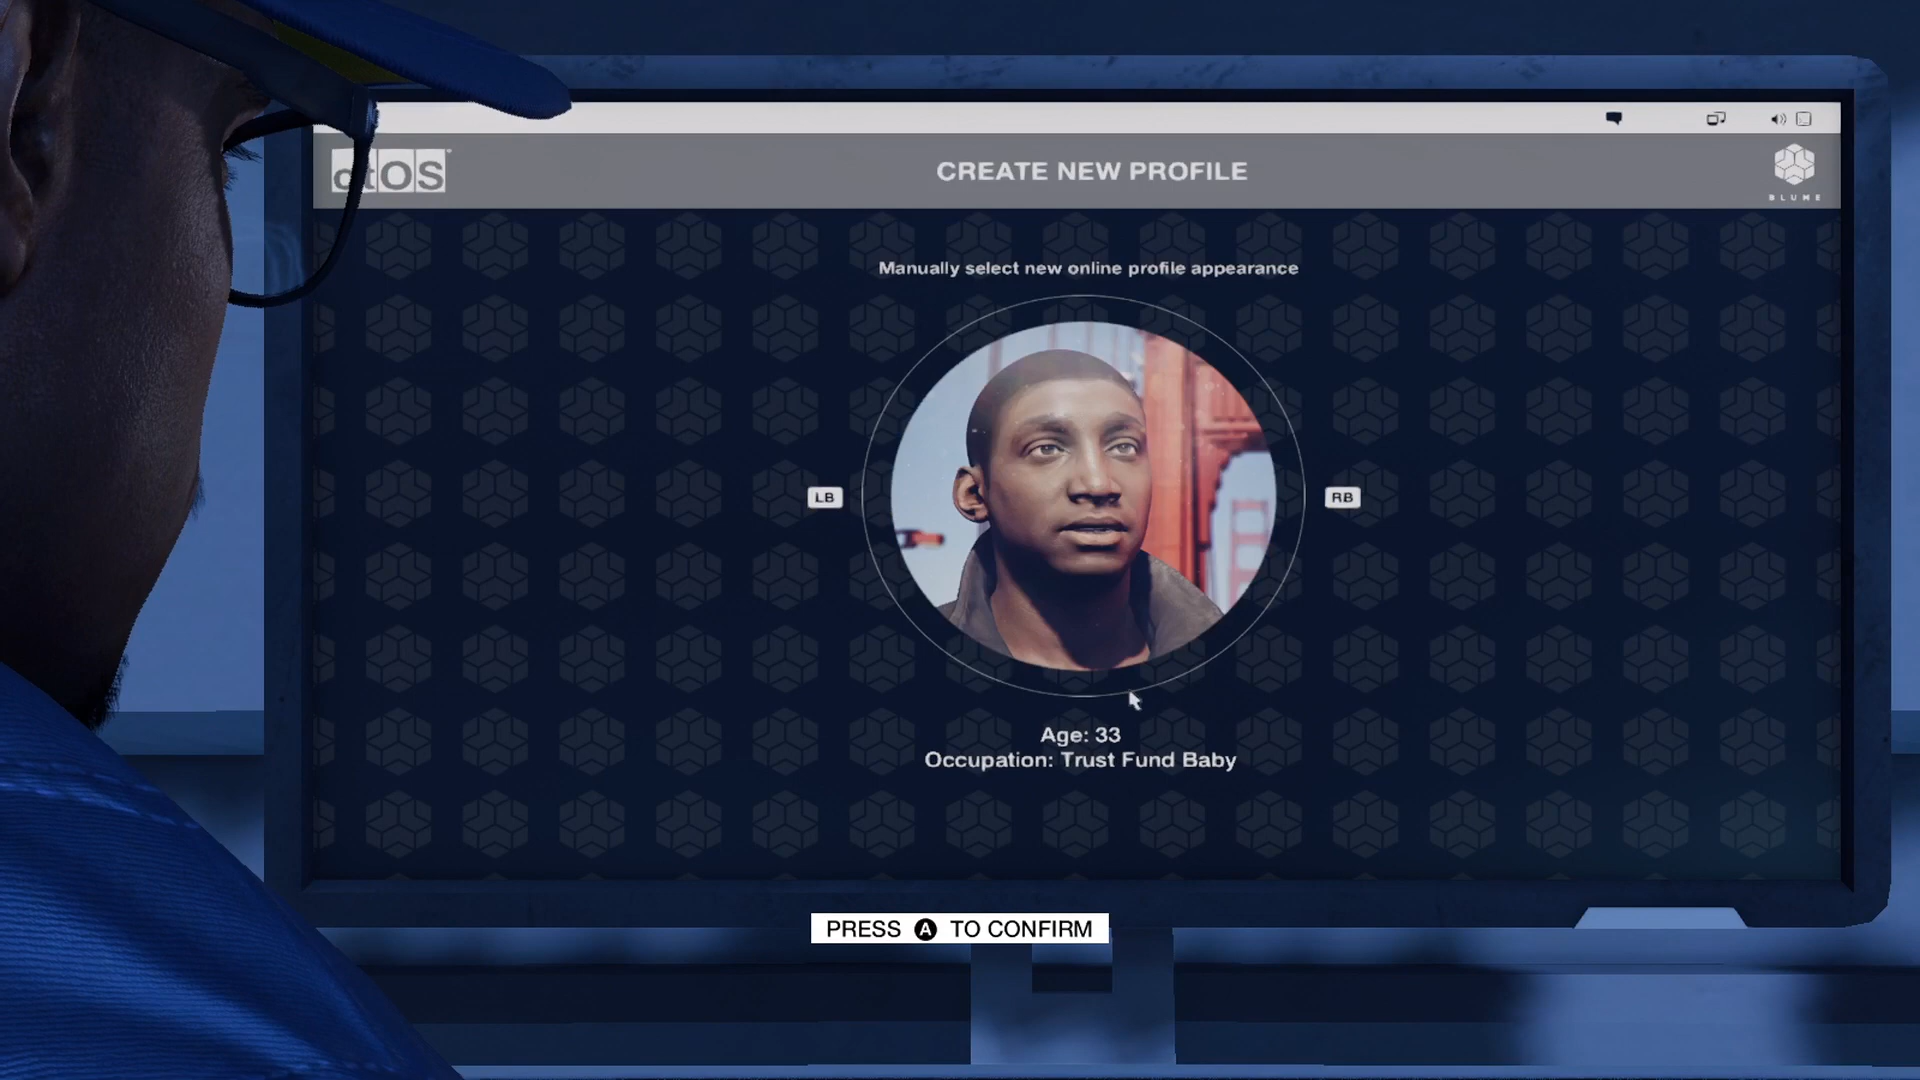 ctOS
CREATE NEW PROFILE
BLUME
Manually select new online profile appearance
LB
RB
Age: 33
Occupation: Trust Fund Baby
PRESS A TO CONFIRM